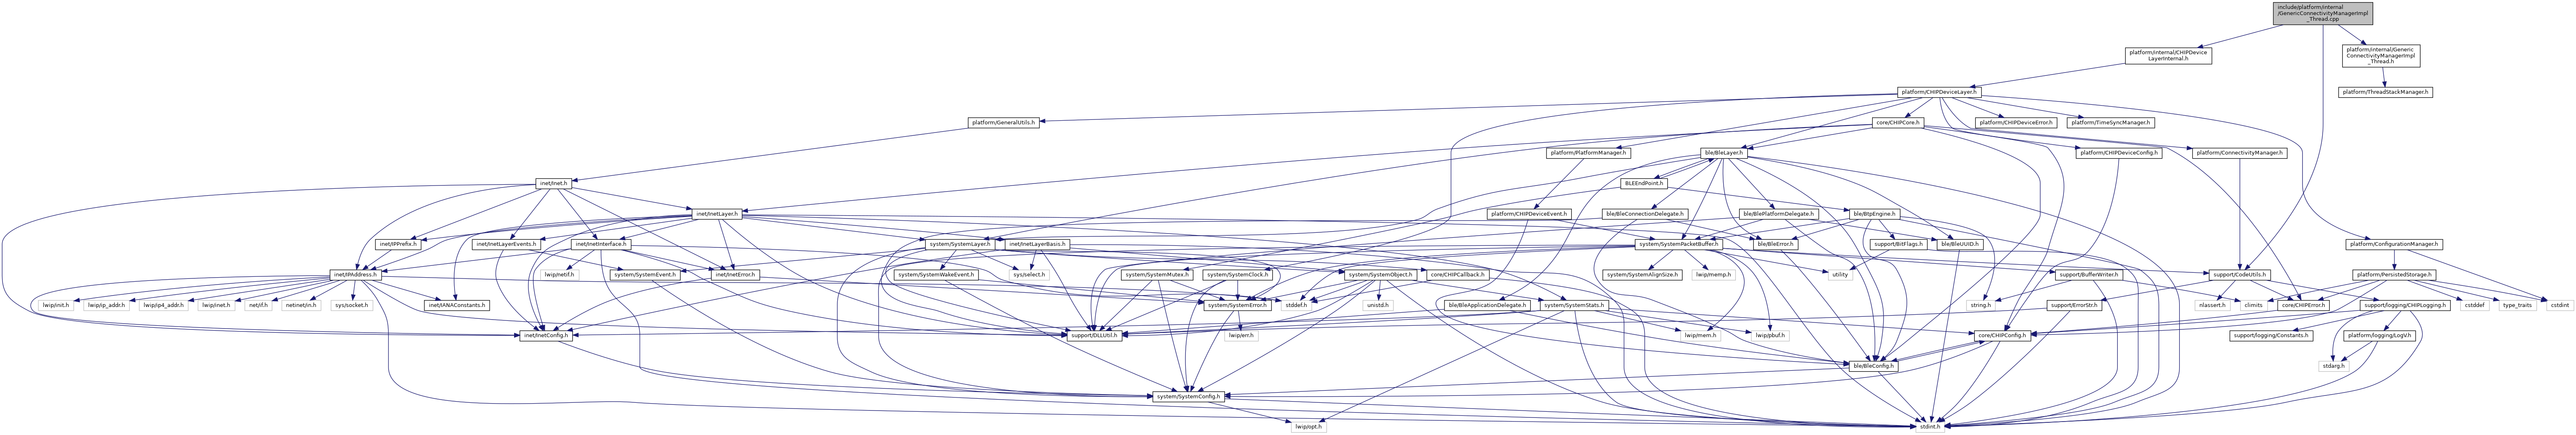 include/platform/internal
/GenericConnectivityManagerImpl
_Thread.cpp
platform/internal/CHIPDevice
LayerInternal.h
platform/internal/Generic
ConnectivityManagerImpl
_Thread.h
platform/CHIPDeviceLayer.h
platform/ThreadStackManager.h
platform/GeneralUtils.h
core/CHIPCore.h
platform/CHIPDeviceError.h
platform/TimeSyncManager.h
platform/PlatformManager.h
ble/BleLayer.h
platform/CHIPDeviceConfig.h
platform/ConnectivityManager.h
inet/Inet.h
BLEEndPoint.h
inet/InetLayer.h
platform/CHIPDeviceEvent.h
ble/BleConnectionDelegate.h
ble/BlePlatformDelegate.h
ble/BtpEngine.h
inet/IPPrefix.h
inet/InetLayerEvents.h
inet/InetInterface.h
system/SystemLayer.h
inet/InetLayerBasis.h
system/SystemPacketBuffer.h
ble/BleError.h
support/BitFlags.h
ble/BleUUID.h
platform/ConfigurationManager.h
inet/IPAddress.h
lwip/netif.h
system/SystemEvent.h
inet/InetError.h
system/SystemWakeEvent.h
sys/select.h
system/SystemMutex.h
system/SystemClock.h
system/SystemObject.h
core/CHIPCallback.h
system/SystemAlignSize.h
lwip/memp.h
utility
support/BufferWriter.h
support/CodeUtils.h
platform/PersistedStorage.h
lwip/init.h
lwip/ip_addr.h
lwip/ip4_addr.h
lwip/inet.h
net/if.h
netinet/in.h
sys/socket.h
inet/IANAConstants.h
system/SystemError.h
stddef.h
unistd.h
ble/BleApplicationDelegate.h
system/SystemStats.h
string.h
support/ErrorStr.h
nlassert.h
climits
core/CHIPError.h
support/logging/CHIPLogging.h
cstddef
type_traits
cstdint
inet/InetConfig.h
support/DLLUtil.h
lwip/err.h
lwip/mem.h
lwip/pbuf.h
core/CHIPConfig.h
support/logging/Constants.h
platform/logging/LogV.h
ble/BleConfig.h
stdarg.h
system/SystemConfig.h
lwip/opt.h
stdint.h